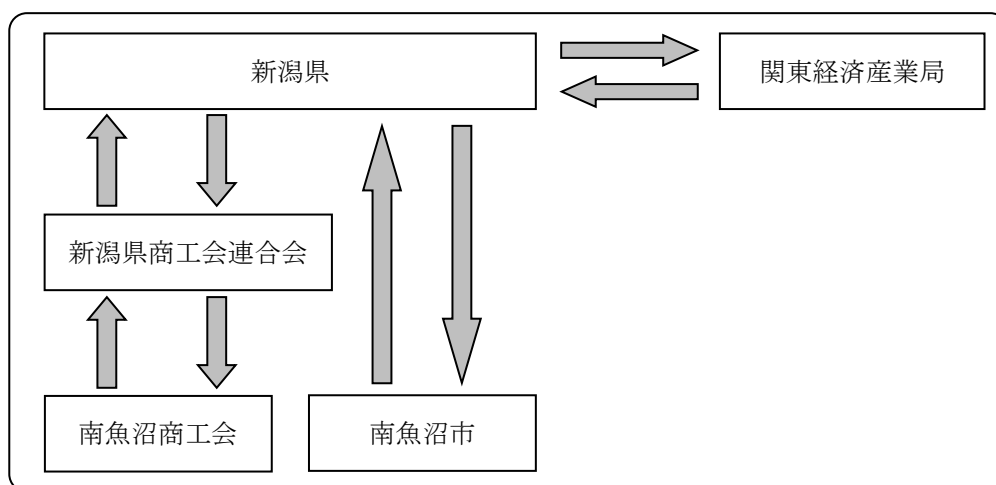 新潟県
関東経済産業局
新潟県商工会連合会
南魚沼商工会
南魚沼市